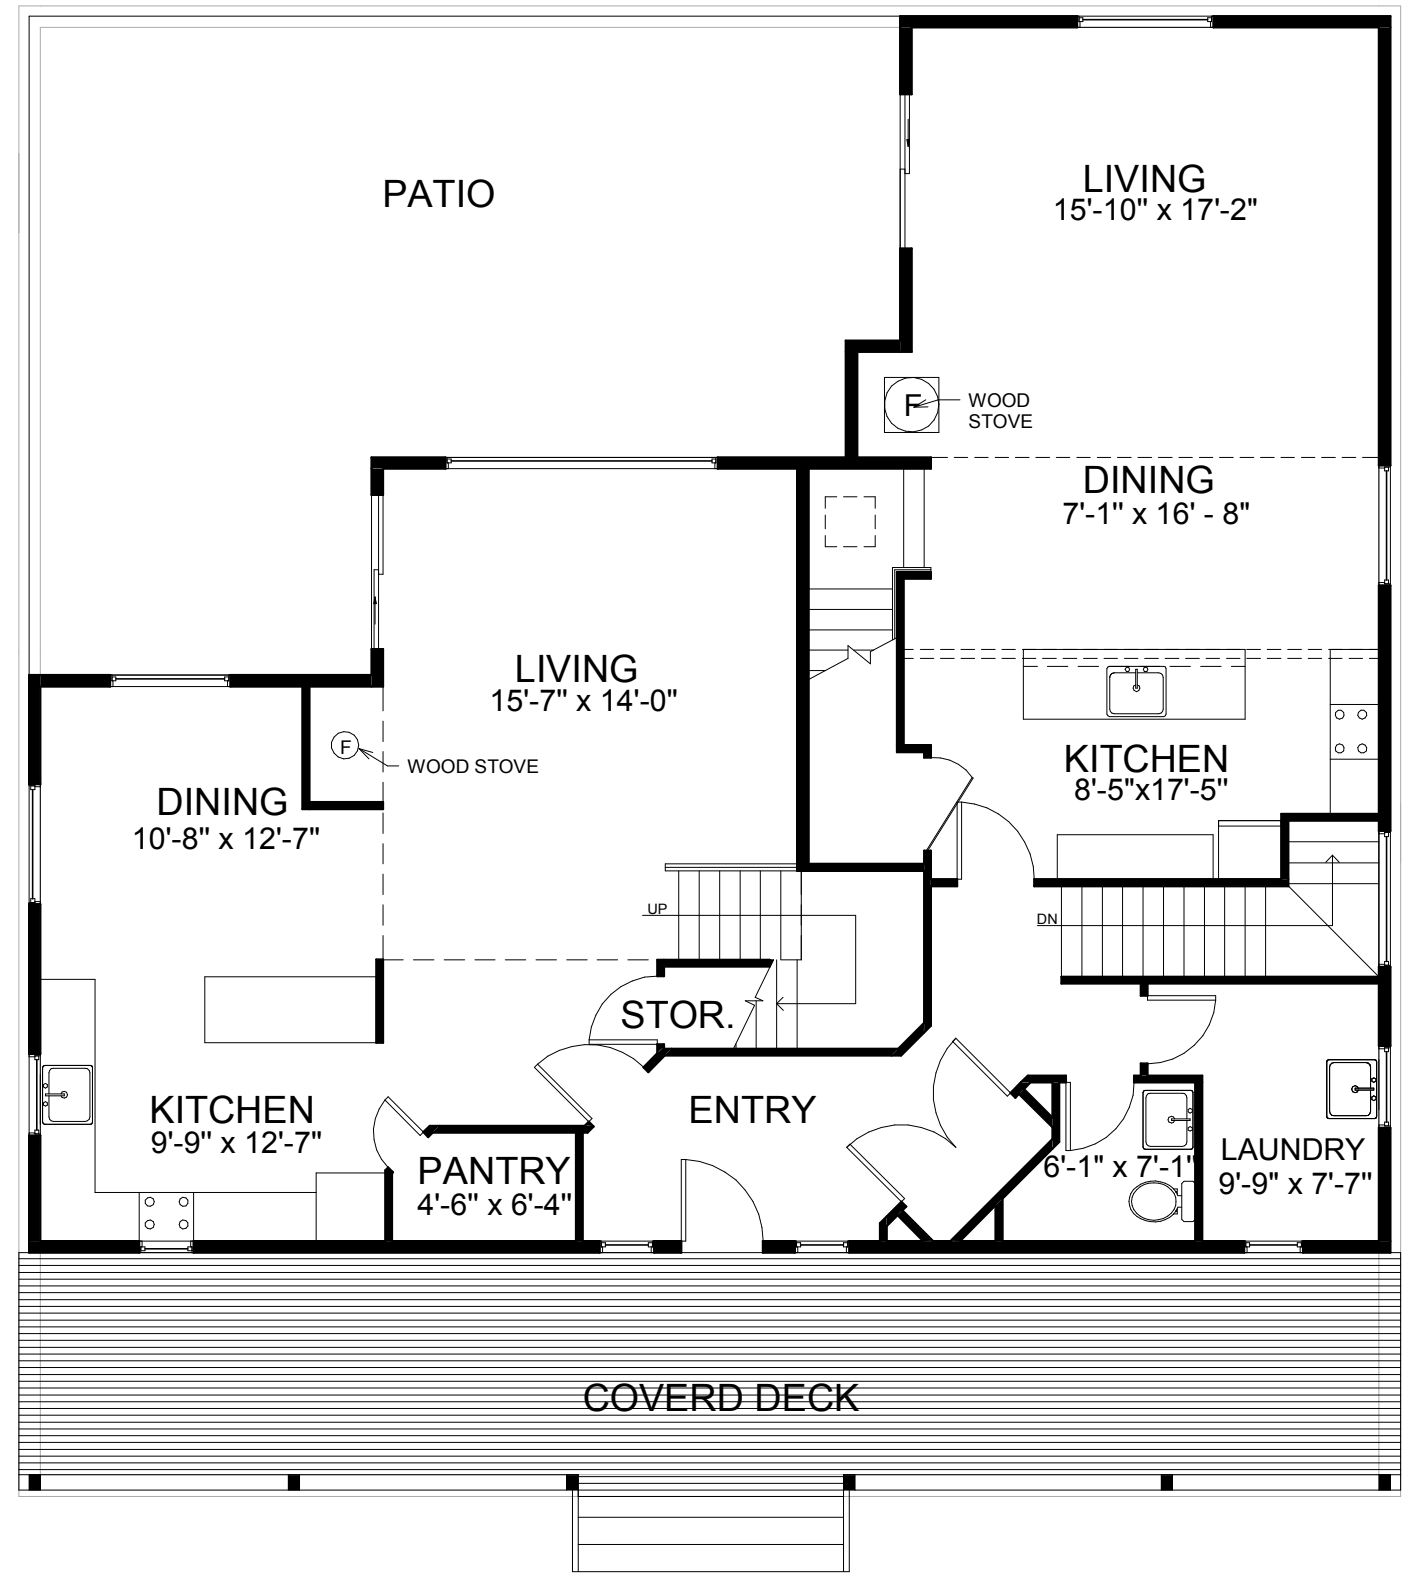 PATIO
LIVING
15'-10" x 17'-2"
F
WOOD
STOVE
DINING
7'-1" x 16' - 8"
LIVING
15'-7" x 14'-0"
F
WOOD STOVE
KITCHEN
8'-5"x17'-5"
DINING
10'-8" x 12'-7"
UP
DN
STOR.
KITCHEN
9'-9" x 12'-7"
ENTRY
PANTRY
4'-6" x 6'-4"
6'-1" x 7'-1"
LAUNDRY
9'-9" x 7'-7"
COVERD DECK